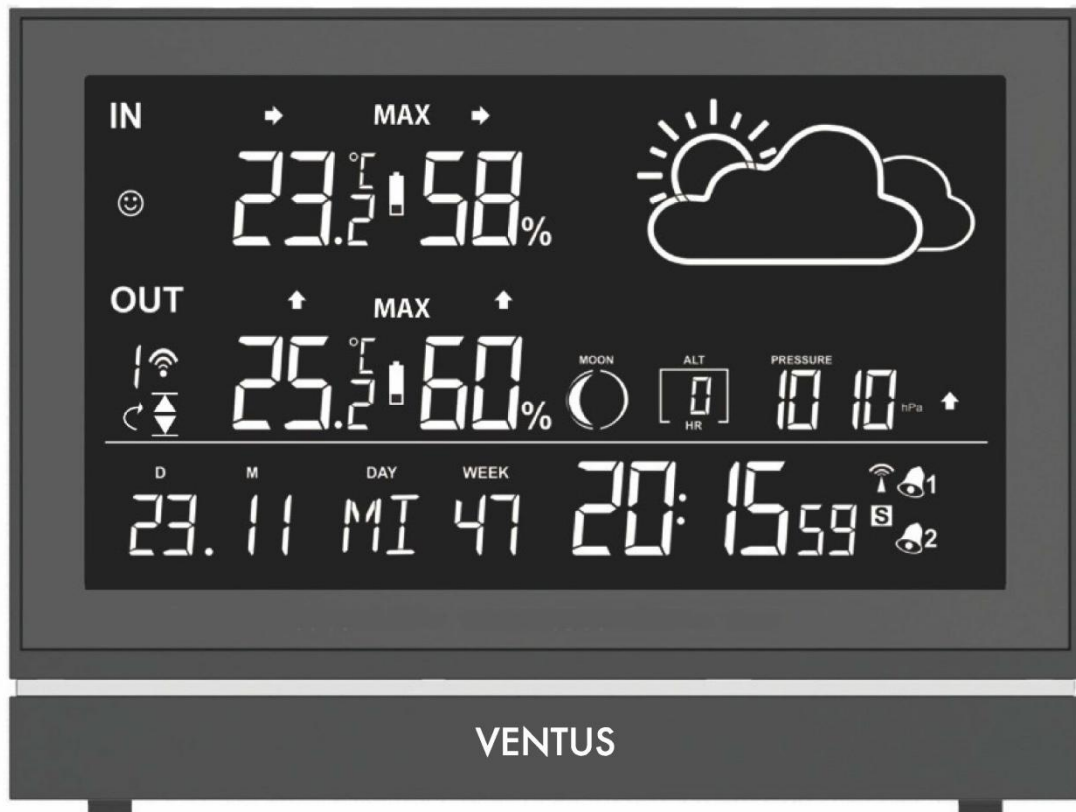 IN MAX
23.2 °C 58%
OUT MAX
1 25.2 °C 60%
MOON ALT PRESSURE
0 1010 hPa
HR
D M DAY WEEK
23. 11 MI 47 20:15 59 S 1
2
VENTUS